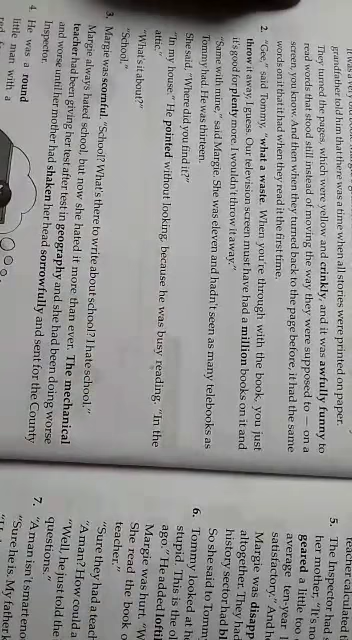 grandfather told him that there was a time when all stories were printed on paper.
They turned the pages, which were yellow and crinkly, and it was awfully funny to
read words that stood still instead of moving the way they were supposed to — on a
screen, you know. And then when they turned back to the page before, it had the same
words on it that it had when they read it the first time.
2. "Gee," said Tommy, "what a waste. When you're through with the book, you just
throw it away, I guess. Our television screen must have had a million books on it and
it's good for plenty more. I wouldn't throw it away."
"Same with mine," said Margie. She was eleven and hadn't seen as many telebooks as
Tommy had. He was thirteen.
She said, "Where did you find it?"
"In my house." He pointed without looking, because he was busy reading. "In the
attic."
"What's it about?"
"School."
3. Margie was scornful. "School? What's there to write about school? I hate school."
Margie always hated school, but now she hated it more than ever. The mechanical
teacher had been giving her test after test in geography and she had been doing worse
and worse until her mother had shaken her head sorrowfully and sent for the County
Inspector.
4. He was a round
little man with a
teacher calculated
5. The Inspector had
her mother, "It's
geared a little too
average ten-year
satisfactory." And
Margie was disapp
altogether. They
history sector had bl
So she said to Tomm
6. Tommy looked at h
stupid. This is the ol
ago." He added lofti
Margie was hurt. "W
She read the book o
teacher."
"Sure they had a teach
"A man? How could a
"Well, he just told the
questions."
7. "A man isn't smart eno
"Sure he is. My father k